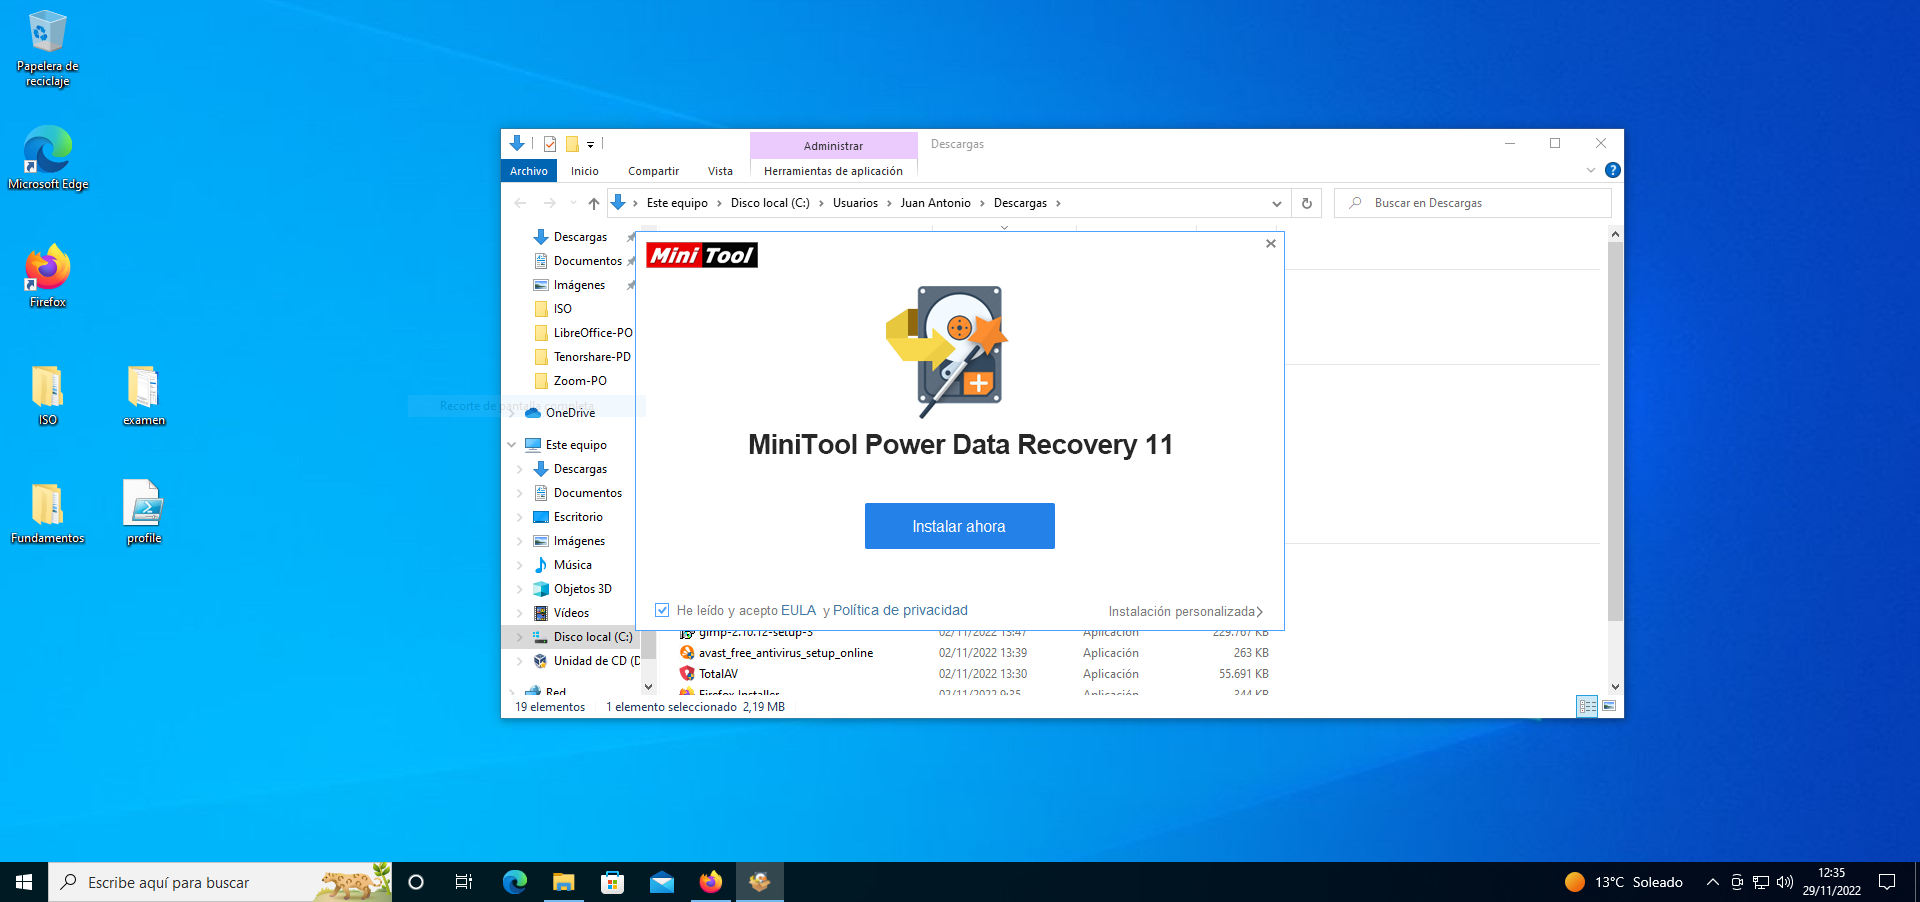 Papelera de
reciclaje
Microsoft Edge
Firefox
ISO
examen
Fundamentos
profile
Administrar
Descargas
Archivo
Inicio
Compartir
Vista
Herramientas de aplicación
?
Este equipo > Disco local (C:) > Usuarios > Juan Antonio > Descargas >
Buscar en Descargas
Descargas
Documentos
Imágenes
ISO
LibreOffice-PO
Tenorshare-PD
Zoom-PO
Recorte de pantalla completa
OneDrive
Este equipo
Descargas
Documentos
Escritorio
Imágenes
Música
Objetos 3D
Vídeos
Disco local (C:)
Unidad de CD (D
Red
Mini Tool
MiniTool Power Data Recovery 11
Instalar ahora
He leído y acepto EULA y Política de privacidad
Instalación personalizada
gimp-2.10.12-setup-3 02/11/2022 13:47 Aplicación 229.767 KB
avast_free_antivirus_setup_online 02/11/2022 13:39 Aplicación 263 KB
TotalAV 02/11/2022 13:30 Aplicación 55.691 KB
Firefox Installer 02/11/2022 9:35 Aplicación 344 KB
19 elementos
1 elemento seleccionado 2,19 MB
Escribe aquí para buscar
13°C Soleado
12:35
29/11/2022